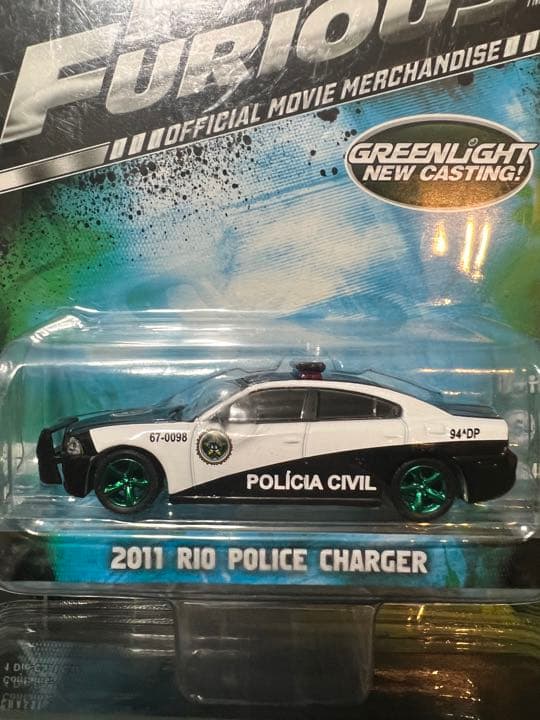 FURIOUS
OFFICIAL MOVIE MERCHANDISE
GREENLIGHT
NEW CASTING!
67-0098
94ªDP
POLÍCIA CIVIL
2011 RIO POLICE CHARGER